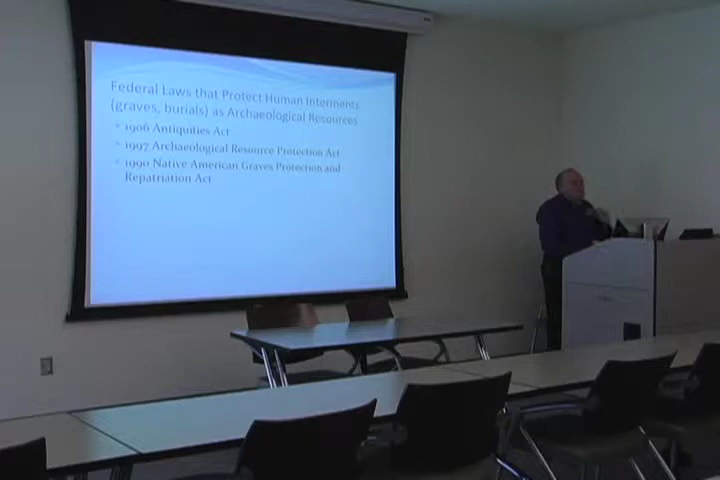 Federal Laws that Protect Human Interments
(graves, burials) as Archaeological Resources
1906 Antiquities Act
1997 Archaeological Resource Protection Act
1990 Native American Graves Protection and
Repatriation Act